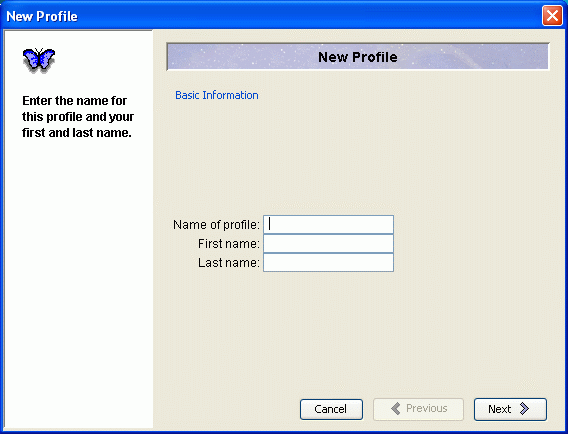 New Profile
New Profile
Enter the name for
this profile and your
first and last name.
Basic Information
Name of profile:
First name:
Last name:
Cancel
Previous
Next